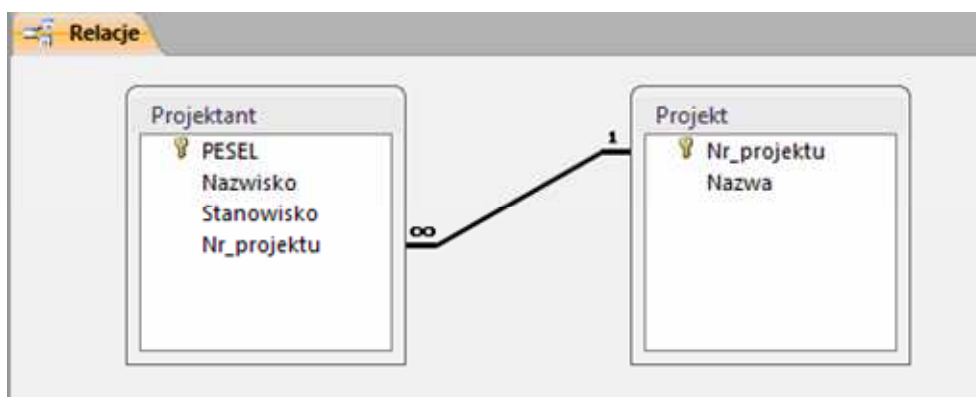 Relacje
Projektant
PESEL
Nazwisko
Stanowisko
Nr_projektu
∞
1
Projekt
Nr_projektu
Nazwa